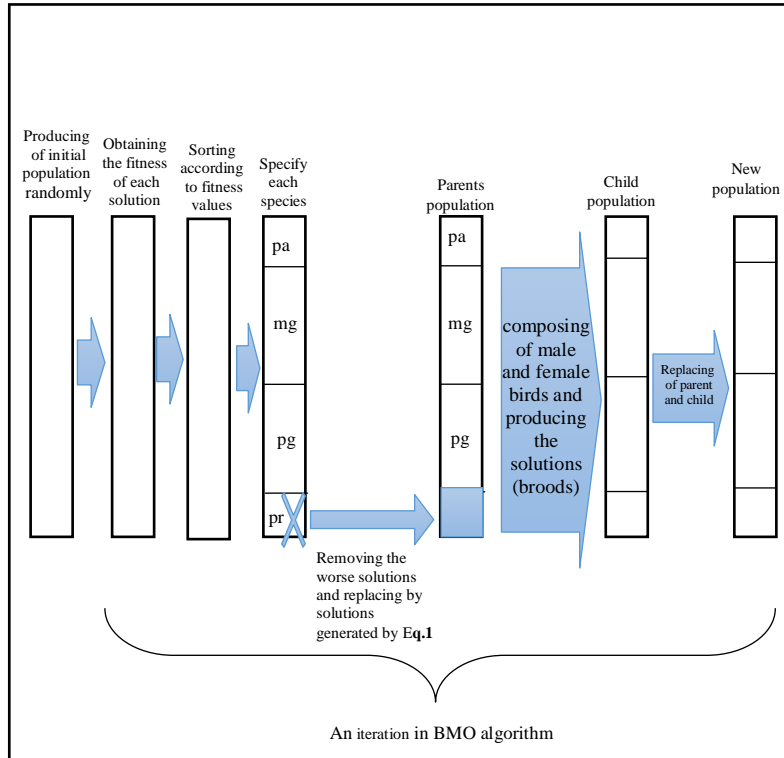 Producing
of initial
population
randomly
Obtaining
the fitness
of each
solution
Sorting
according
to fitness
values
Specify
each
species
Parents
population
Child
population
New
population
pa
mg
pg
pr
pa
mg
pg
composing
of male
and female
birds and
producing
the
solutions
(broods)
Replacing
of parent
and child
Removing the
worse solutions
and replacing by
solutions
generated by Eq.1
An iteration in BMO algorithm